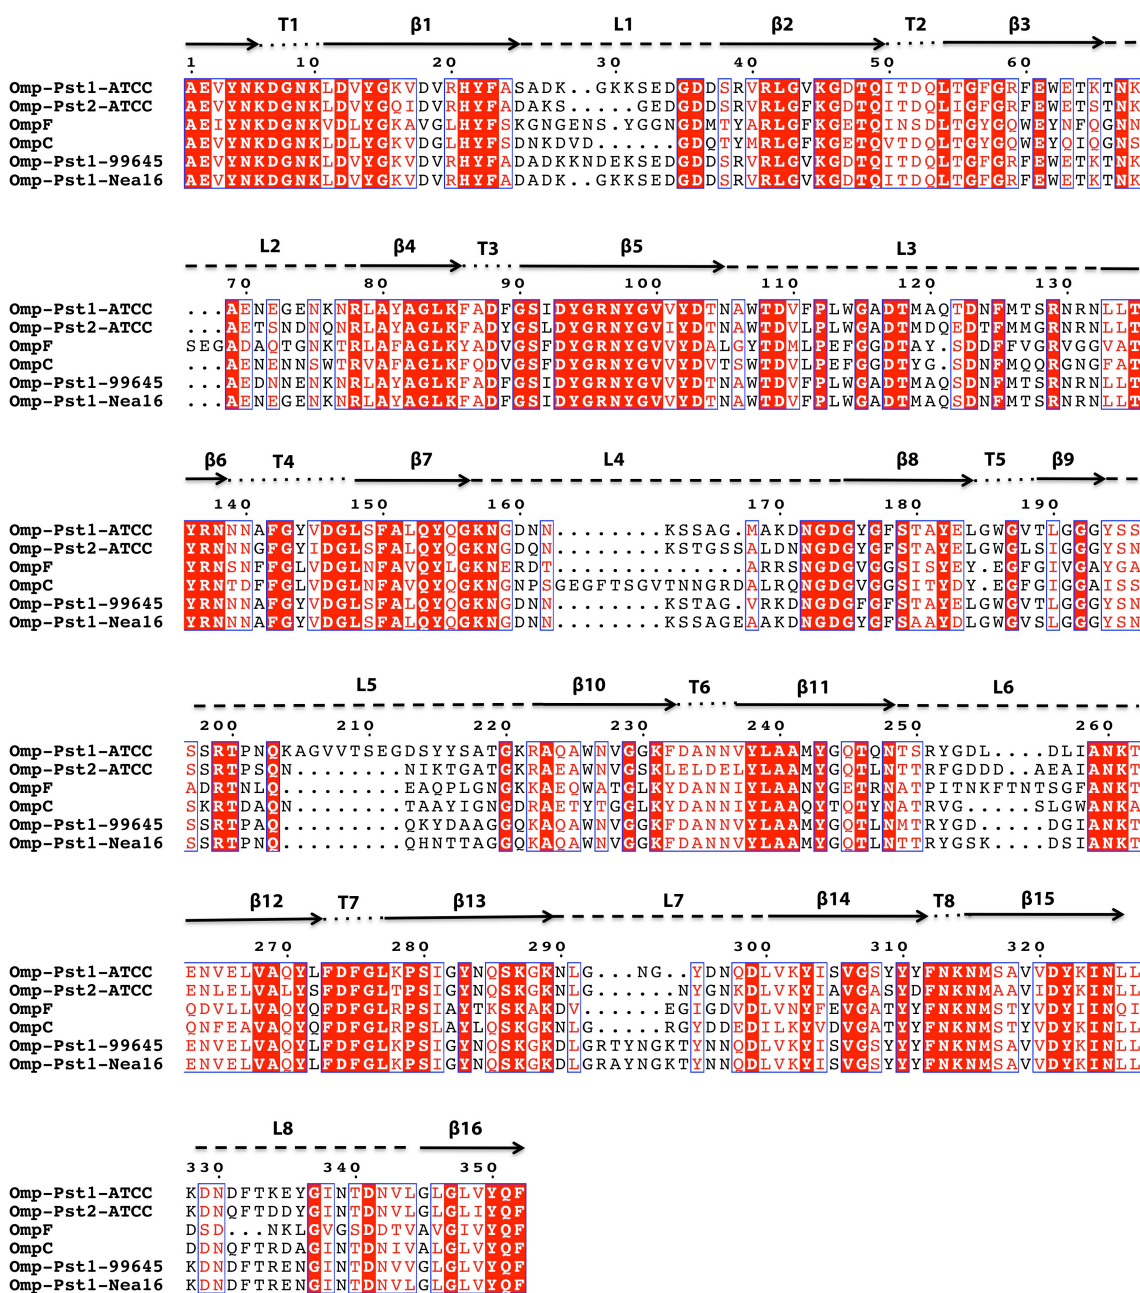 T1 β1 L1 β2 T2 β3
1 10 20 30 40 50 60
Omp-Pst1-ATCC AEVYNKDGNKLDVYGKVDVRHYFASADK..GKKSEDGDDSRVRLGVKGDTQITDQLTGFGRFEWETKTNK
Omp-Pst2-ATCC AEVYNKDGNKLDVYGQIDVRHYFADAKS.....GEDGDDSRVRLGFKGDTQITDQLTGFGRFEWETSTNK
OmpF AEIYNKDGNKVDLYGKAVGLHYFSKGNGENS.YGGNGDMTYARLGFKGETQINSDLTGYGQWEYNFQGNN
OmpC AEVYNKDGNKLDLYGKVDGLHYFSDNKDVD......GDQTYMRLGFKGETQVTDQLTGYGQWEYQIQGNS
Omp-Pst1-99645 AEVYNKDGNKLDVYGKVDVRHYFADADKKNDEKSEDGDDSRVRLGVKGDTQITDQLTGFGRFEWETKTNK
Omp-Pst1-Nea16 AEVYNKDGNKLDVYGKVDVRHYFADADK..GKKSEDGDDSRVRLGVKGDTQITDQLTGFGRFEWETKTNK
L2 β4 T3 β5 L3
70 80 90 100 110 120 130
Omp-Pst1-ATCC ...AENEGENKNRLAYAGLKFADFGSIDYGRNYGVVYDTNAWTDVFPLWGADTMAQTDNFMTSRNRNLLT
Omp-Pst2-ATCC ...AETSNDNQNRLAYAGLKFADYGSLDYGRNYGVIYDTNAWTDVFPLWGADTMDQEDTFMMGRNRNLLT
OmpF SEGADAQTGNKTRLAFAGLKYADVGSFDYGRNYGVVYDALGYTDMLPEFGGDTAY.SDDFFVGRVGGVAT
OmpC ...AENENNSWTRVAFAGLKFQDVGSFDYGRNYGVVYDVTSWTDVLPEFGGDTYG.SDNFMQQRGNGFAT
Omp-Pst1-99645 ...AEDNNENKNRLAYAGLKFADFGSIDYGRNYGVVYDTNAWTDVFPLWGADTMAQSDNFMTSRNRNLLT
Omp-Pst1-Nea16 ...AENEGENKNRLAYAGLKFADFGSIDYGRNYGVVYDTNAWTDVFPLWGADTMAQSDNFMTSRNRNLLT
β6 T4 β7 L4 β8 T5 β9
140 150 160 170 180 190
Omp-Pst1-ATCC YRNNNAFGYVDGLSFALQYQGKNGDNN........KSSAG.MAKDNGDGYGFSTAYELGWGVTLGGGYSS
Omp-Pst2-ATCC YRNNNGFGYIDGLSFALQYQGKNGDQN........KSTGSSALDNNGDGYGFSTAYELGWGLSIGGGYSS
OmpF YRNSNFFGLVDGLNFAVQYLGKNERDT..............ARRSNGDGVGGSISYEY.EGFGIVGAYGA
OmpC YRNTDFFGLVDGLNFALQYQGKNGNPSGEGFTSGVTNNGRDALRQNGDGVGGSITYDY.EGFGIGGAISS
Omp-Pst1-99645 YRNNNAFGYVDGLSFALQYQGKNGDNN........KSTAG.VRKDNGDGFGFSTAYELGWGVTLGGGYSN
Omp-Pst1-Nea16 YRNNNAFGYVDGLSFALQYQGKNGDNN........KSSAGEAAKDNGDGYGFSAAYDLGWGVSLGGGYSN
L5 β10 T6 β11 L6
200 210 220 230 240 250 260
Omp-Pst1-ATCC SSRTPNQKAGVVTSEGDSYYSATGKRAQAWNVGGKFDANNVYLAAMYGQTQNTSRYGDL....DLIANKT
Omp-Pst2-ATCC SSRTPSQN........NIKTGATGKRAEAWNVGSKLELDELYLAAMYGQTLNTTRFGDDD..AEAIANKT
OmpF ADRTNLQ.........EAQPLGNGKKAEQWATGLKYDANNIYLAANYGETRNATPITNKFTNTSGFANKT
OmpC SKRTDAQN........TAAYIGNGDRAETYTGGLKYDANNIYLAAQYTQTYNATRVG.....SLGWANKA
Omp-Pst1-99645 SSRTPAQ.........QKYDAAGGQKAQAWNVGGKFDANNVYLAAMYGQTLNMTRYGD.....DGIANKT
Omp-Pst1-Nea16 SSRTPNQ.........QHNTTAGGQKAQAWNVGGKFDANNVYLAAMYGQTLNTTRYGSK....DSIANKT
β12 T7 β13 L7 β14 T8 β15
270 280 290 300 310 320
Omp-Pst1-ATCC ENVELVAQYLFDFGLKPSIGYNQSKGKNLG...NG..YDNQDLVKYISVGSYYYFNKNMSAVVDYKINLL
Omp-Pst2-ATCC ENLELVALYSFDFGLTPSIGYNQSKGKNLG......NYGNKDLVKYIAVGASYDFNKNMAAVIDYKINLL
OmpF QDVLLVAQYQFDFGLRPSIAYTKSKAKDV......EGIGDVDLVNYFEVGATYYFNKNMSTYVDYIINQI
OmpC QNFEAVAQYQFDFGLRPSLAYLQSKGKNLG.....RGYDDEDILKYVDVGATYYFNKNMSTYVDYKINLL
Omp-Pst1-99645 ENVELVAQYLFDFGLKPSIGYNQSKGKDLGRTYNGKTYNNQDLVKYISVGSYYYFNKNMSAVVDYKINLL
Omp-Pst1-Nea16 ENVELVAQYLFDFGLKPSIGYNQSKGKDLGRAYNGKTYNNQDLVKYISVGSYYYFNKNMSAVVDYKINLL
L8 β16
330 340 350
Omp-Pst1-ATCC KDNDFTKEYGINTDNVLGLGLVYQF
Omp-Pst2-ATCC KDNQFTDDYGINTDNVLGLGLIYQF
OmpF DSD...NKLGVGSDDTVAVGIVYQF
OmpC DDNQFTRDAGINTDNIVALGLVYQF
Omp-Pst1-99645 KDNDFTRENGINTDNVVGLGLVYQF
Omp-Pst1-Nea16 KDNDFTRENGINTDNVLGLGLVYQF